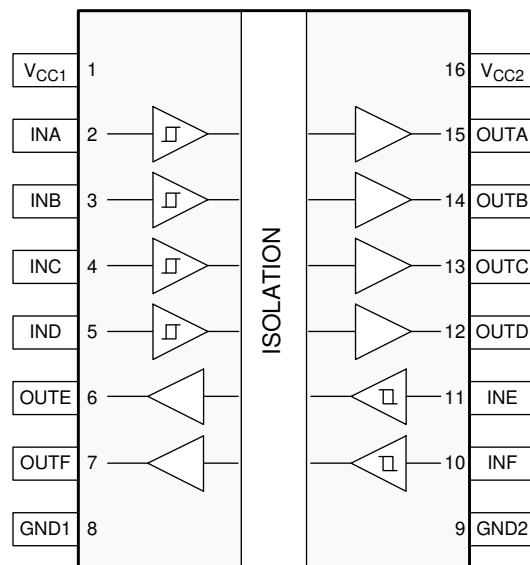 VCC1 1 16 VCC2
INA 2 15 OUTA
INB 3 14 OUTB
INC 4 13 OUTC
IND 5 12 OUTD
OUTE 6 11 INE
OUTF 7 10 INF
GND1 8 9 GND2
ISOLATION